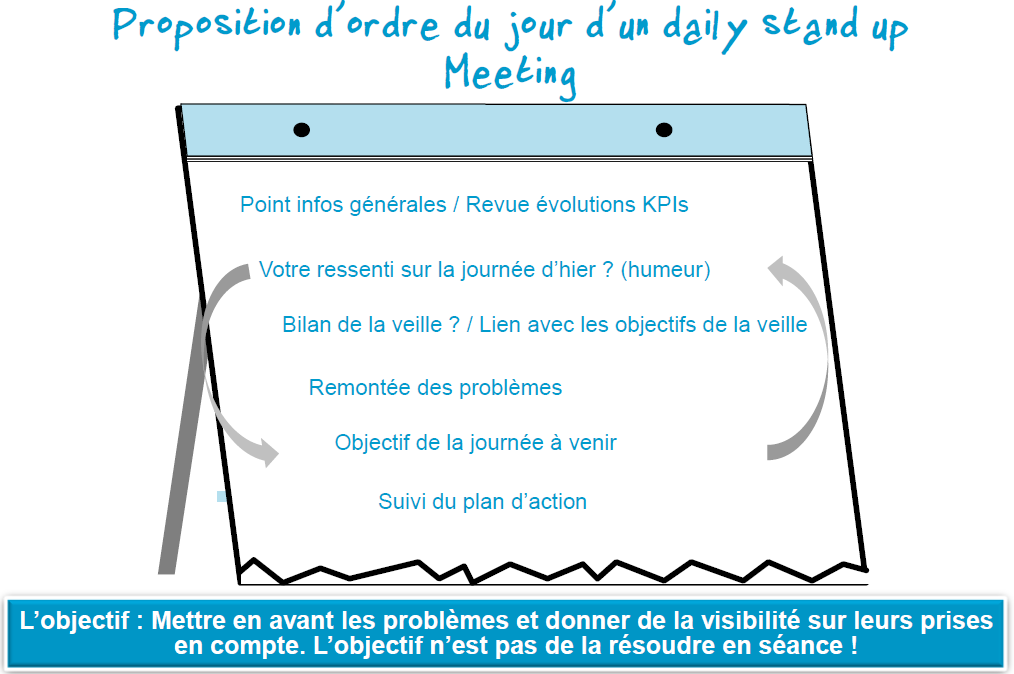 Proposition d'ordre du jour d'un daily stand up
Meeting
Point infos générales / Revue évolutions KPIs
Votre ressenti sur la journée d'hier ? (humeur)
Bilan de la veille ? / Lien avec les objectifs de la veille
Remontée des problèmes
Objectif de la journée à venir
Suivi du plan d'action
L'objectif : Mettre en avant les problèmes et donner de la visibilité sur leurs prises
en compte. L'objectif n'est pas de la résoudre en séance !